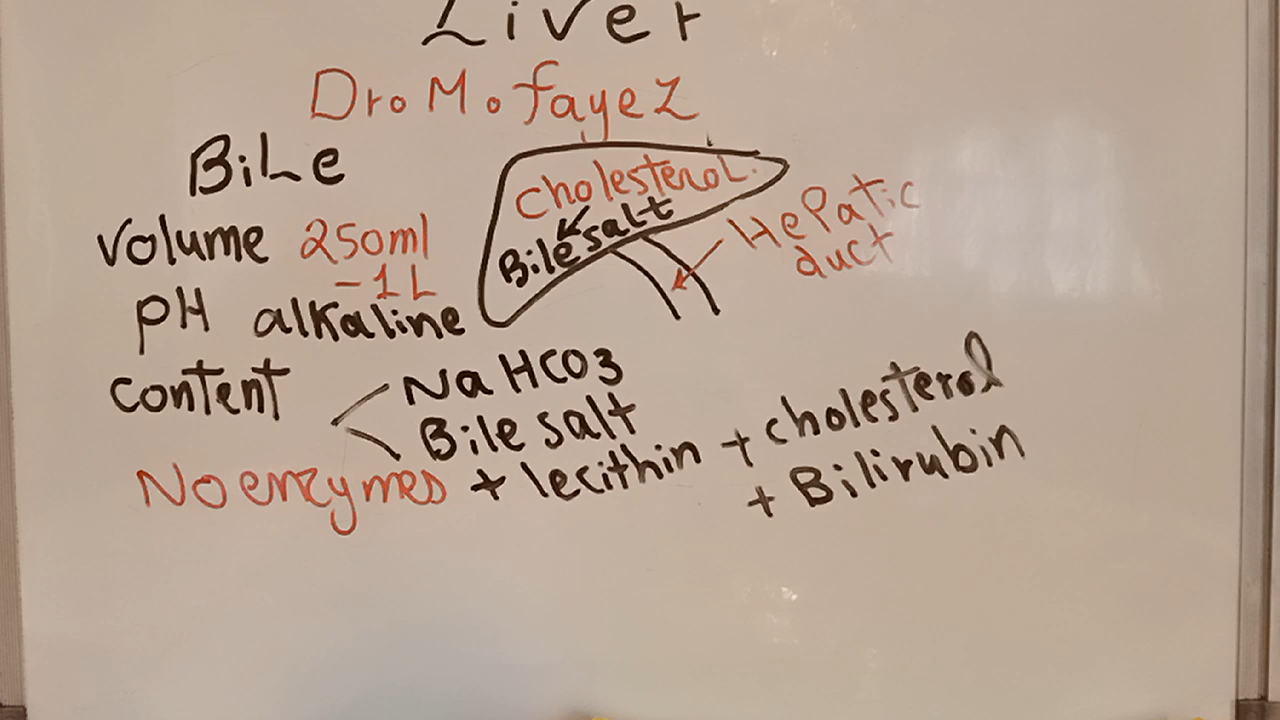 Liver
Dr. M. fayez
BiLe
Cholesterol.
Bile salt
HePatic
duct
Volume 250ml
-1L
pH alkaline
content
NaHCO3
Bile salt
No enzymes + lecithin + cholesterol
+ Bilirubin